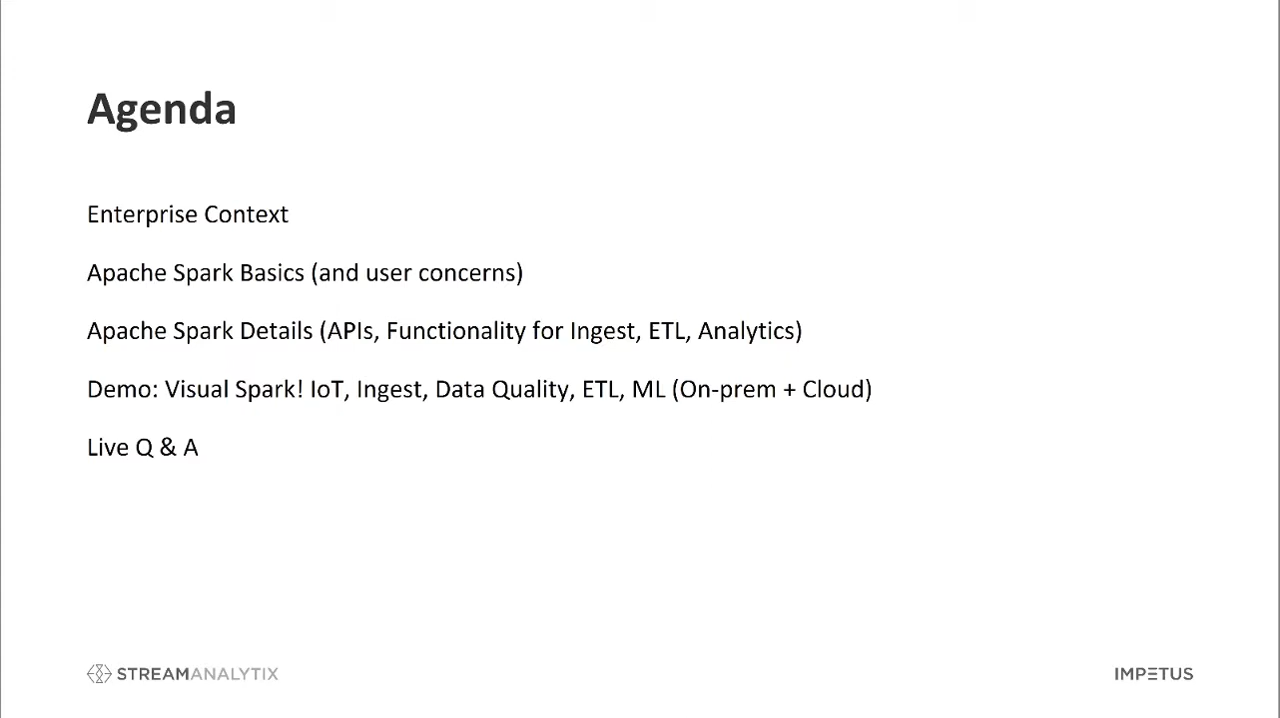 Agenda
Enterprise Context
Apache Spark Basics (and user concerns)
Apache Spark Details (APIs, Functionality for Ingest, ETL, Analytics)
Demo: Visual Spark! IoT, Ingest, Data Quality, ETL, ML (On-prem + Cloud)
Live Q & A
STREAMANALYTIX
IMPETUS